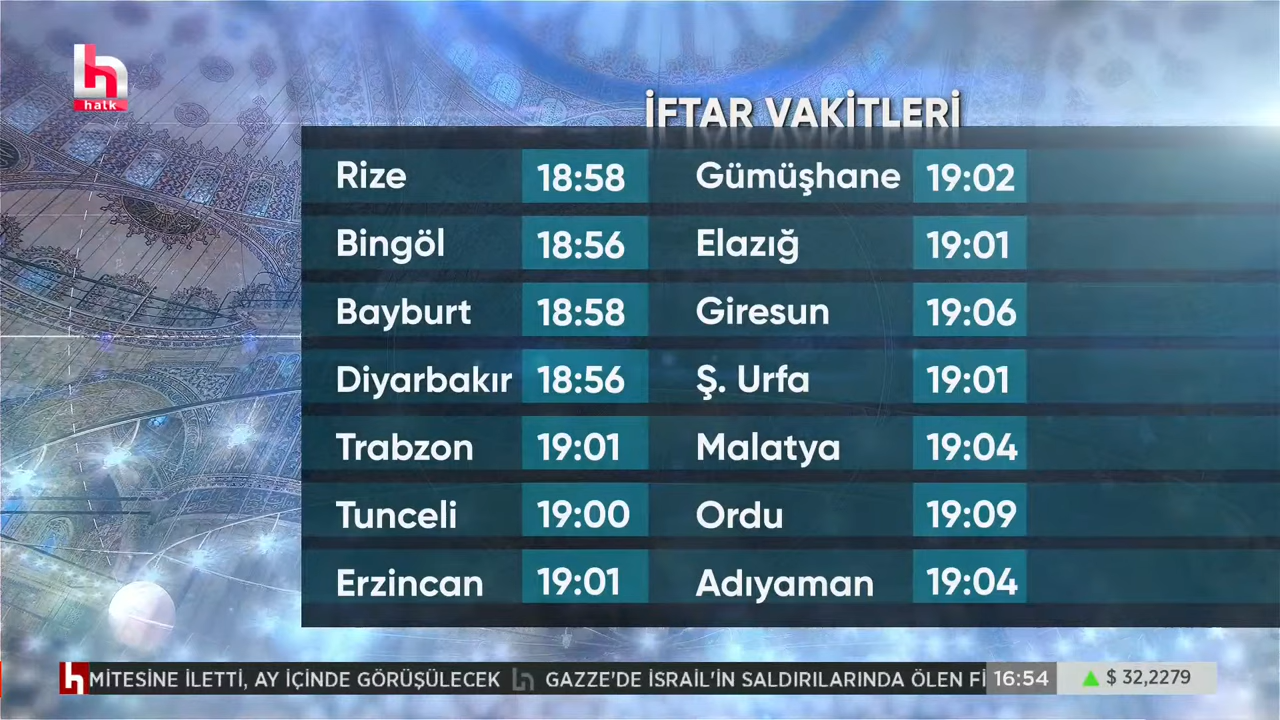 halk
İFTAR VAKİTLERİ
Rize 18:58 Gümüşhane 19:02
Bingöl 18:56 Elazığ 19:01
Bayburt 18:58 Giresun 19:06
Diyarbakır 18:56 Ş. Urfa 19:01
Trabzon 19:01 Malatya 19:04
Tunceli 19:00 Ordu 19:09
Erzincan 19:01 Adıyaman 19:04
MİTESİNE İLETTİ, AY İÇİNDE GÖRÜŞÜLECEK GAZZE'DE İSRAİL'İN SALDIRILARINDA ÖLEN Fİ 16:54 $ 32,2279